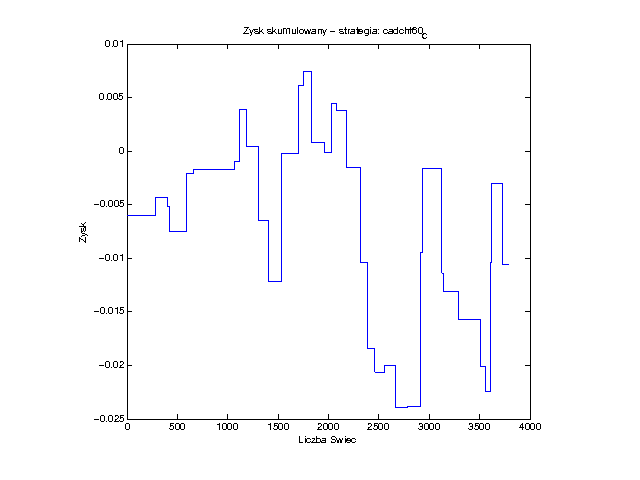 Zysk skumulowany – strategia: cadchf60c
0.01
0.005
0
−0.005
−0.01
−0.015
−0.02
−0.025
Zysk
0 500 1000 1500 2000 2500 3000 3500 4000
Liczba Swiec